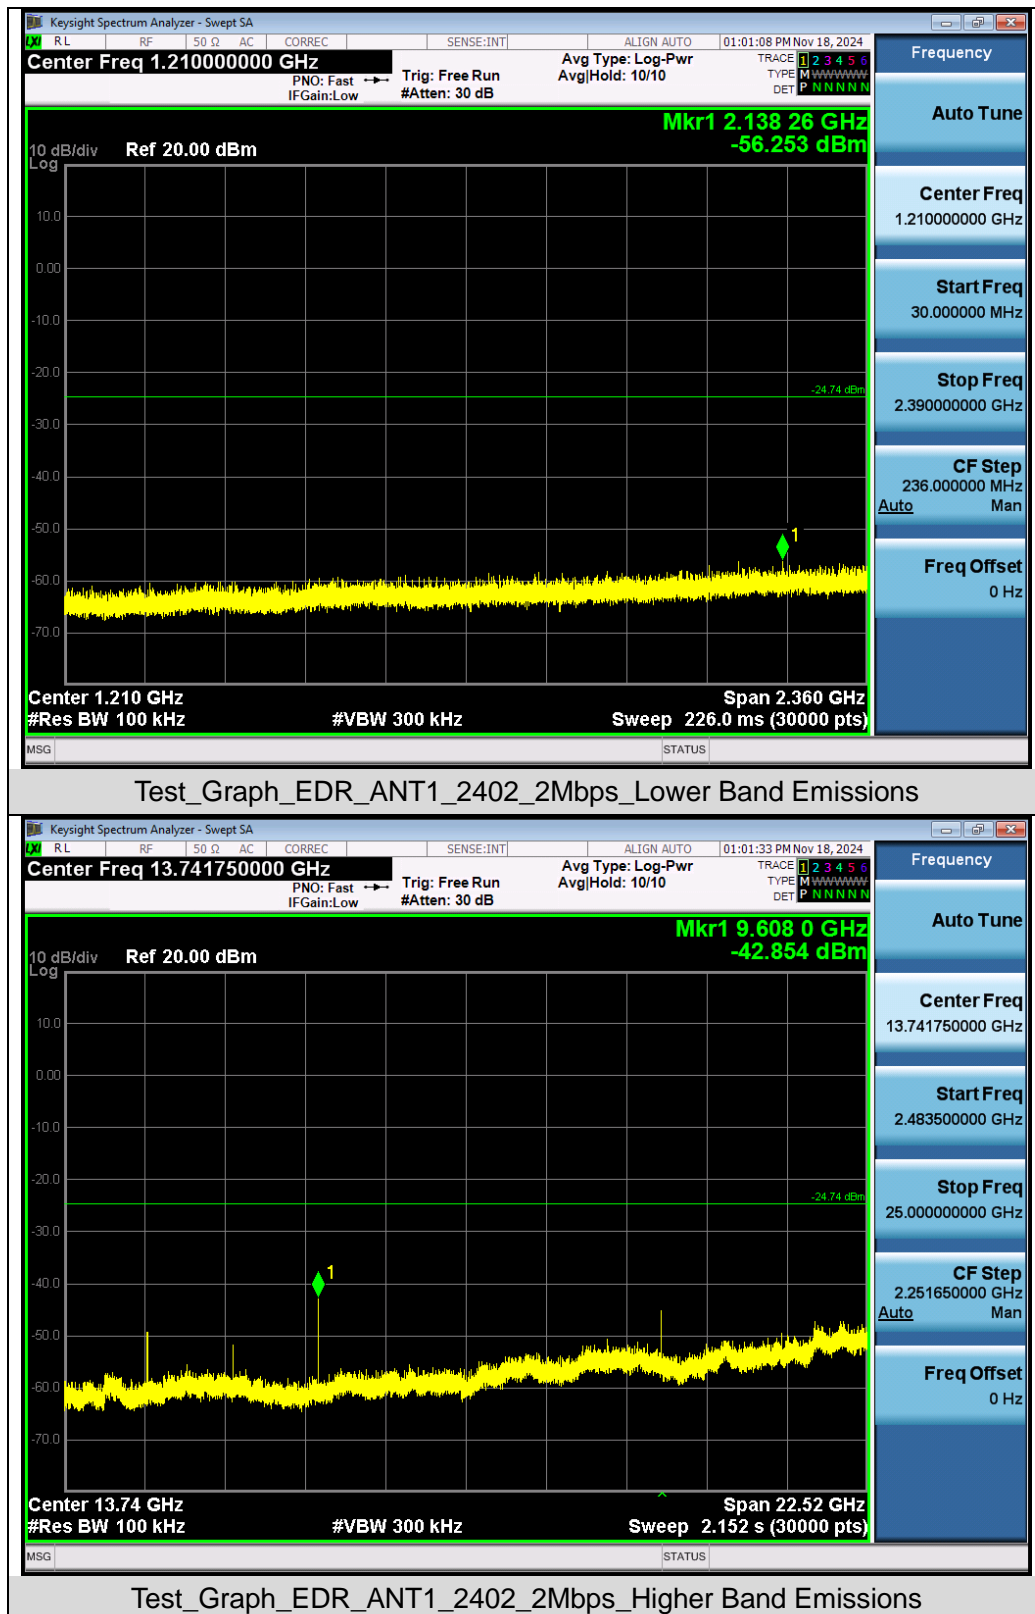 Keysight Spectrum Analyzer - Swept SA
LXI RL RF 50 Ω AC CORREC SENSE:INT ALIGN AUTO 01:01:08 PM Nov 18, 2024
Center Freq 1.210000000 GHz
PNO: Fast
IFGain:Low
Trig: Free Run
#Atten: 30 dB
Avg Type: Log-Pwr
Avg|Hold: 10/10
TRACE 1 2 3 4 5 6
TYPE M W W W W W
DET P N N N N N
Frequency
Auto Tune
Center Freq
1.210000000 GHz
Start Freq
30.000000 MHz
Stop Freq
2.390000000 GHz
CF Step
236.000000 MHz
Auto Man
Freq Offset
0 Hz
Mkr1 2.138 26 GHz
-56.253 dBm
10 dB/div Ref 20.00 dBm
Log
10.0
0.00
-10.0
-20.0
-24.74 dBm
-30.0
-40.0
-50.0
1
-60.0
-70.0
Center 1.210 GHz Span 2.360 GHz
#Res BW 100 kHz #VBW 300 kHz Sweep 226.0 ms (30000 pts)
MSG STATUS
Test_Graph_EDR_ANT1_2402_2Mbps_Lower Band Emissions
Keysight Spectrum Analyzer - Swept SA
LXI RL RF 50 Ω AC CORREC SENSE:INT ALIGN AUTO 01:01:33 PM Nov 18, 2024
Center Freq 13.741750000 GHz
PNO: Fast
IFGain:Low
Trig: Free Run
#Atten: 30 dB
Avg Type: Log-Pwr
Avg|Hold: 10/10
TRACE 1 2 3 4 5 6
TYPE M W W W W W
DET P N N N N N
Frequency
Auto Tune
Center Freq
13.741750000 GHz
Start Freq
2.483500000 GHz
Stop Freq
25.000000000 GHz
CF Step
2.251650000 GHz
Auto Man
Freq Offset
0 Hz
Mkr1 9.608 0 GHz
-42.854 dBm
10 dB/div Ref 20.00 dBm
Log
10.0
0.00
-10.0
-20.0
-24.74 dBm
-30.0
1
-40.0
-50.0
-60.0
-70.0
Center 13.74 GHz Span 22.52 GHz
#Res BW 100 kHz #VBW 300 kHz Sweep 2.152 s (30000 pts)
MSG STATUS
Test_Graph_EDR_ANT1_2402_2Mbps_Higher Band Emissions